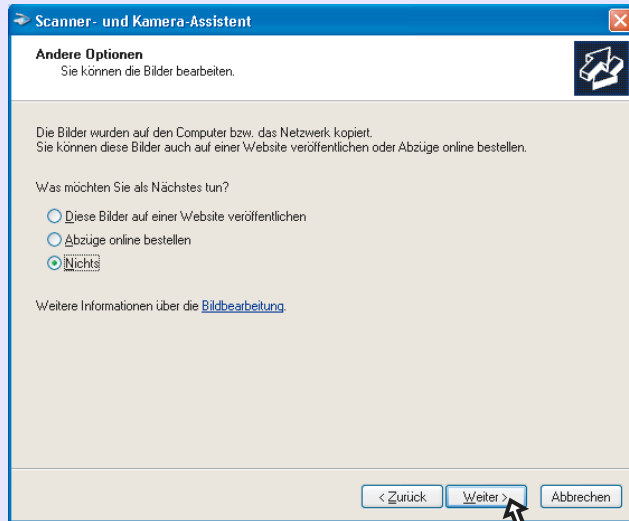 Scanner- und Kamera-Assistent
Andere Optionen
Sie können die Bilder bearbeiten.
Die Bilder wurden auf den Computer bzw. das Netzwerk kopiert.
Sie können diese Bilder auch auf einer Website veröffentlichen oder Abzüge online bestellen.
Was möchten Sie als Nächstes tun?
Diese Bilder auf einer Website veröffentlichen
Abzüge online bestellen
Nichts
Weitere Informationen über die Bildbearbeitung.
< Zurück Weiter > Abbrechen